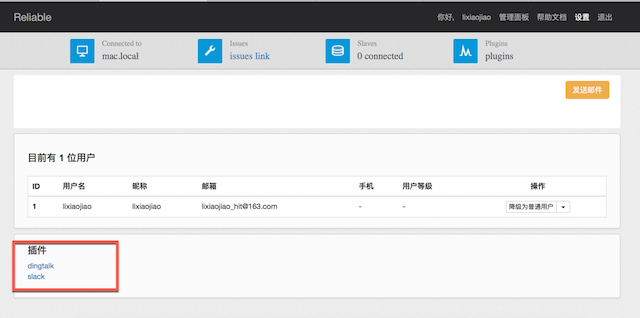 Reliable
你好, lixiaojiao 管理面板 帮助文档 设置 退出
Connected to
mac.local
Issues
issues link
Slaves
0 connected
Plugins
plugins
发送邮件
目前有 1 位用户
ID 用户名 昵称 邮箱 手机 用户等级 操作
1 lixiaojiao lixiaojiao lixiaojiao_hit@163.com - - 降级为普通用户
插件
dingtalk
slack